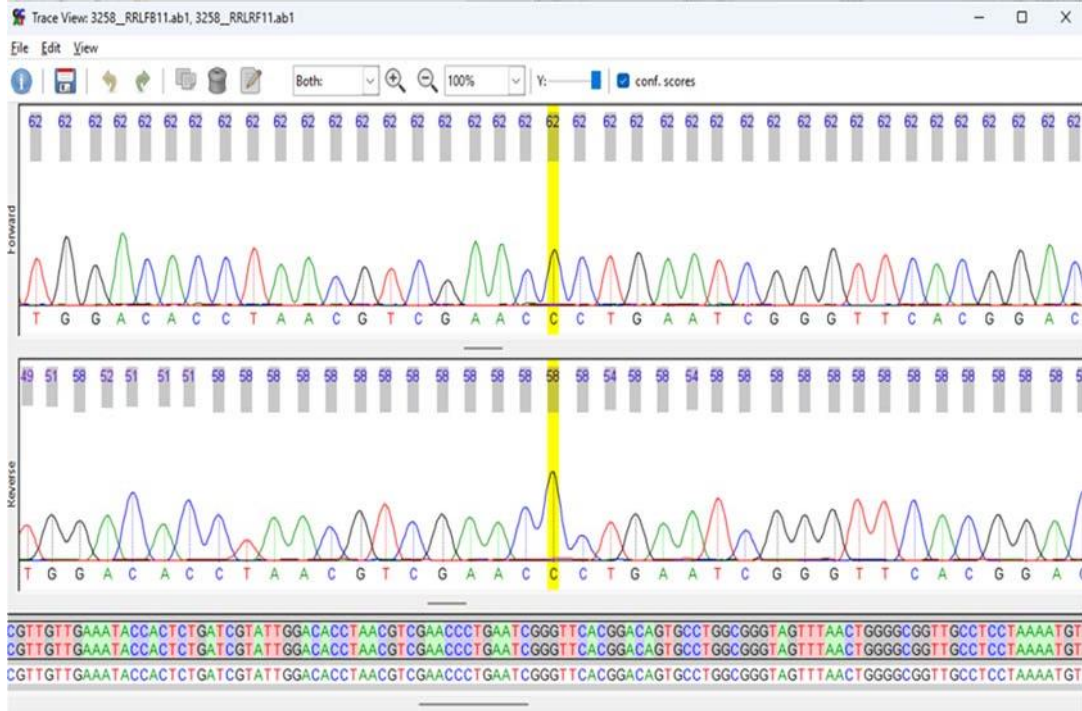 Trace View: 3258__RRLFB11.ab1, 3258__RRLRF11.ab1
File Edit View
Both: 100% Y: conf. scores
62 62 62 62 62 62 62 62 62 62 62 62 62 62 62 62 62 62 62 62 62 62 62 62 62 62 62 62 62 62 62 62 62 62 62 62 62 62 62
Forward
T G G A C A C C T A A C G T C G A A C C C T G A A T C G G G T T C A C G G A C
49 51 58 52 51 51 51 58 58 58 58 58 58 58 58 58 58 58 58 58 58 54 58 58 54 58 58 58 58 58 58 58 58 58 58 58 58 58 5
Reverse
T G G A C A C C T A A C G T C G A A C C C T G A A T C G G G T T C A C G G A C
CGTTGTTGAAATACCACTCTGATCGTATTGGACACCTAACGTCGAACCCTGAATCGGGTTCACGGACAGTGCCTGGCGGGTAGTTTAACTGGGGCGGTTGCCTCCTAAAATGT
CGTTGTTGAAATACCACTCTGATCGTATTGGACACCTAACGTCGAACCCTGAATCGGGTTCACGGACAGTGCCTGGCGGGTAGTTTAACTGGGGCGGTTGCCTCCTAAAATGT
CGTTGTTGAAATACCACTCTGATCGTATTGGACACCTAACGTCGAACCCTGAATCGGGTTCACGGACAGTGCCTGGCGGGTAGTTTAACTGGGGCGGTTGCCTCCTAAAATGT